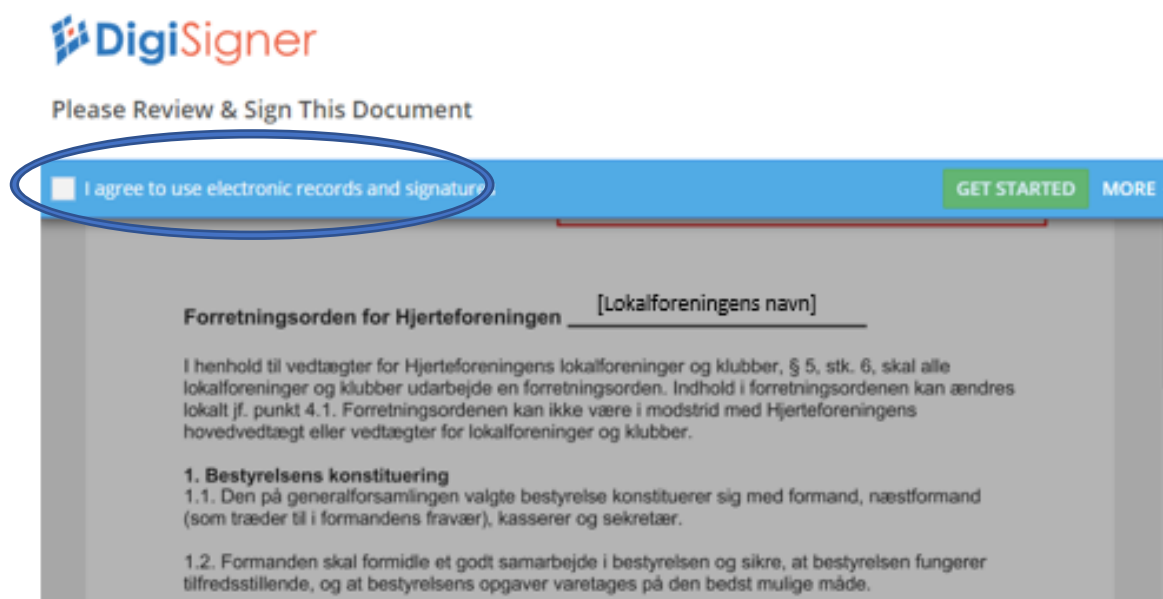 DigiSigner
Please Review & Sign This Document
I agree to use electronic records and signature
GET STARTED MORE
Forretningsorden for Hjerteforeningen [Lokalforeningens navn]
I henhold til vedtægter for Hjerteforeningens lokalforeninger og klubber, § 5, stk. 6, skal alle
lokalforeninger og klubber udarbejde en forretningsorden. Indhold i forretningsordenen kan ændres
lokalt jf. punkt 4.1. Forretningsordenen kan ikke være i modstrid med Hjerteforeningens
hovedvedtægt eller vedtægter for lokalforeninger og klubber.
1. Bestyrelsens konstituering
1.1. Den på generalforsamlingen valgte bestyrelse konstituerer sig med formand, næstformand
(som træder til i formandens fravær), kasserer og sekretær.
1.2. Formanden skal formidle et godt samarbejde i bestyrelsen og sikre, at bestyrelsen fungerer
tilfredsstillende, og at bestyrelsens opgaver varetages på den bedst mulige måde.